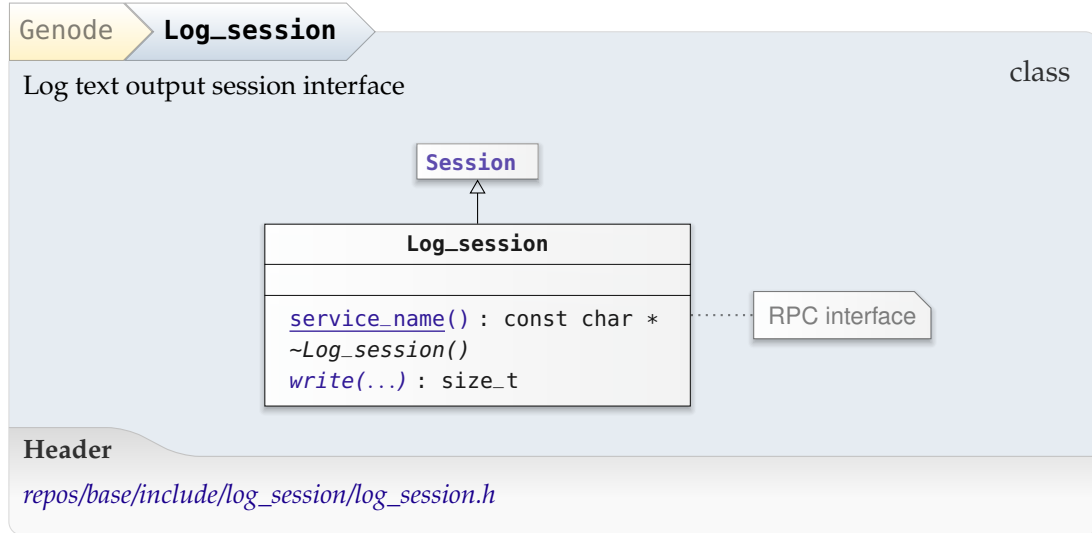 Genode Log_session
class
Log text output session interface
Session
Log_session
service_name() : const char *
RPC interface
~Log_session()
write(...) : size_t
Header
repos/base/include/log_session/log_session.h